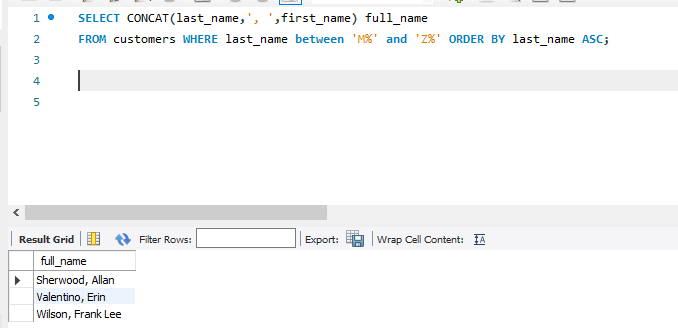 1 SELECT CONCAT(last_name,', ',first_name) full_name
2 FROM customers WHERE last_name between 'M%' and 'Z%' ORDER BY last_name ASC;
3
4
5
Result Grid Filter Rows: Export: Wrap Cell Content: IA
full_name
Sherwood, Allan
Valentino, Erin
Wilson, Frank Lee